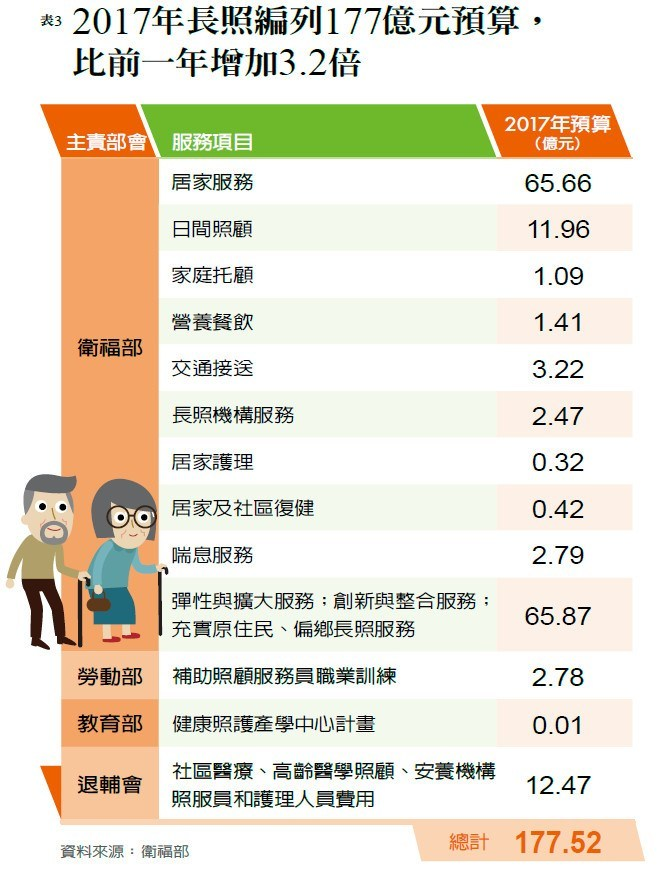 表3 2017年長照編列177億元預算，
比前一年增加3.2倍
主責部會 服務項目 2017年預算
（億元）
衛福部
居家服務 65.66
日間照顧 11.96
家庭托顧 1.09
營養餐飲 1.41
交通接送 3.22
長照機構服務 2.47
居家護理 0.32
居家及社區復健 0.42
喘息服務 2.79
彈性與擴大服務；創新與整合服務；
充實原住民、偏鄉長照服務 65.87
勞動部 補助照顧服務員職業訓練 2.78
教育部 健康照護產學中心計畫 0.01
退輔會 社區醫療、高齡醫學照顧、安養機構
照服員和護理人員費用 12.47
總計 177.52
資料來源：衛福部